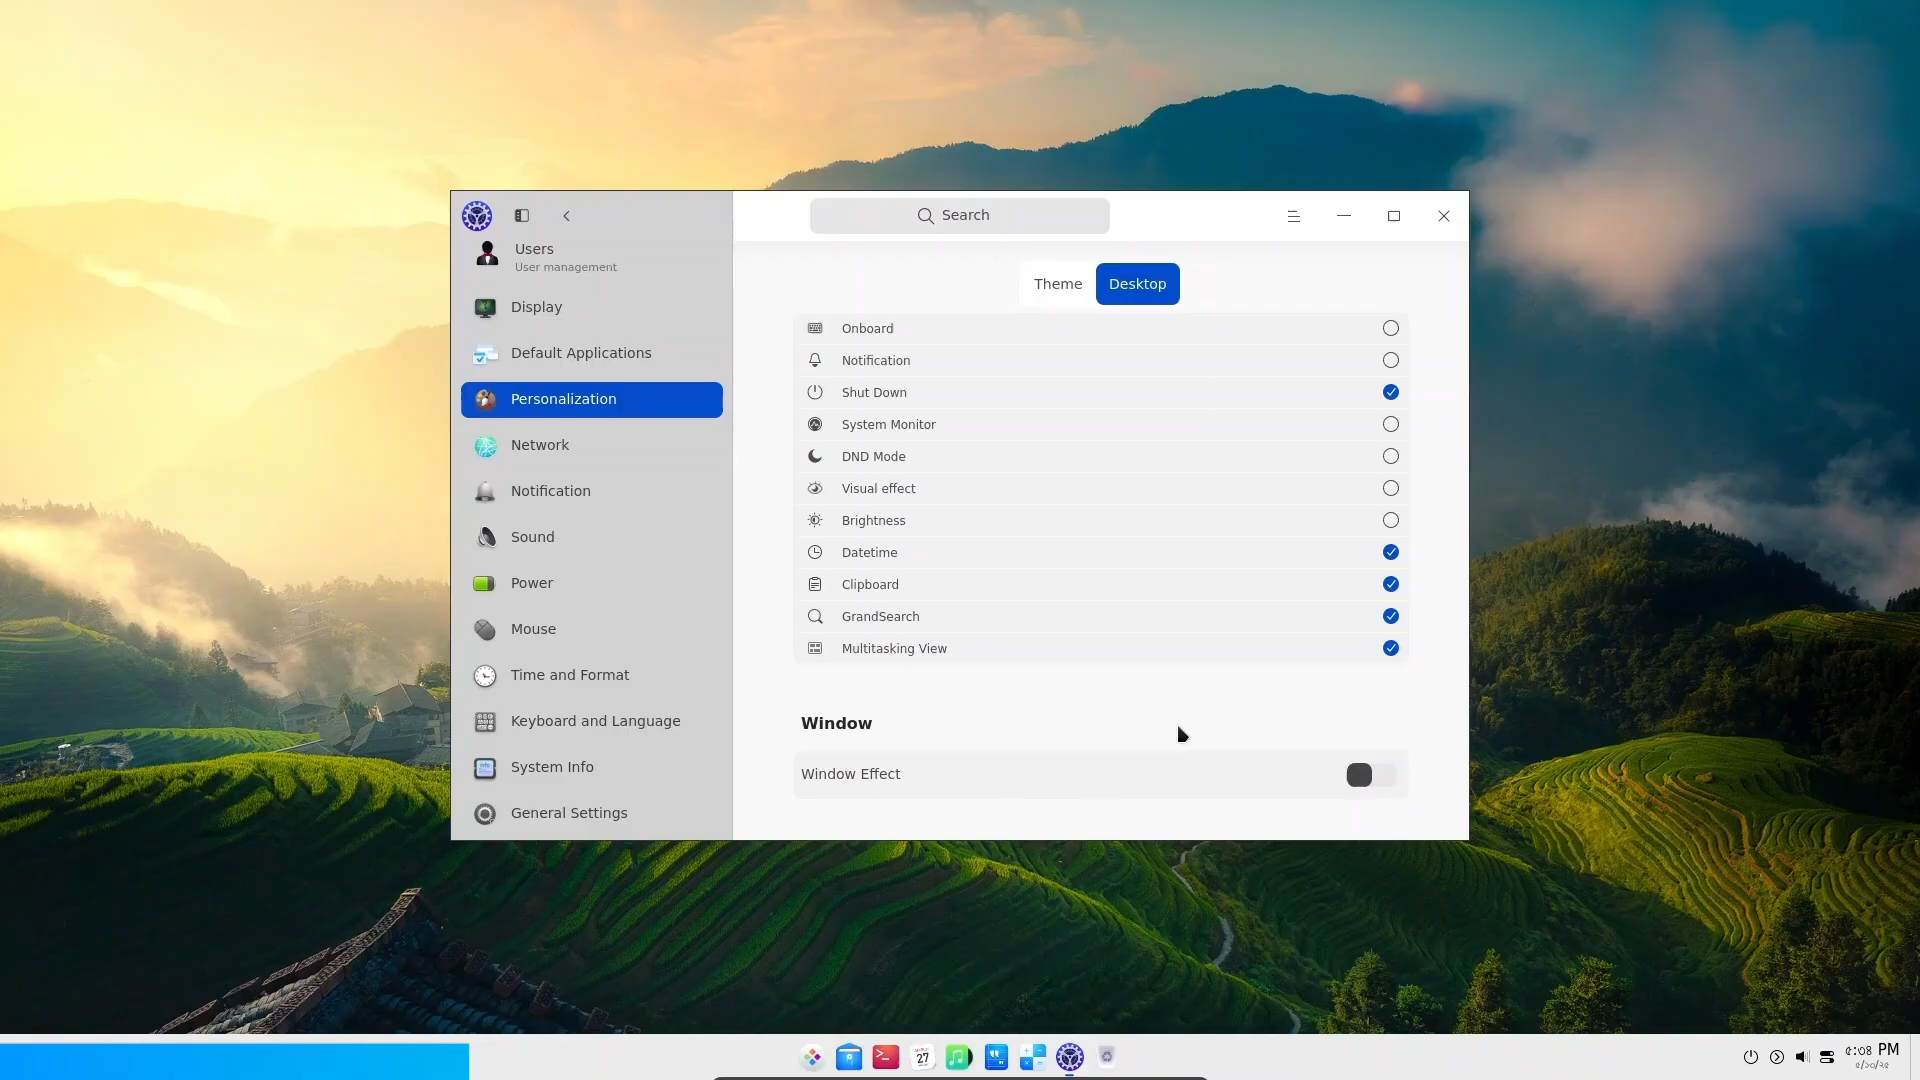 Search
Users
User management
Display
Default Applications
Personalization
Network
Notification
Sound
Power
Mouse
Time and Format
Keyboard and Language
System Info
General Settings
Theme
Desktop
Onboard
Notification
Shut Down
System Monitor
DND Mode
Visual effect
Brightness
Datetime
Clipboard
GrandSearch
Multitasking View
Window
Window Effect
27
PM